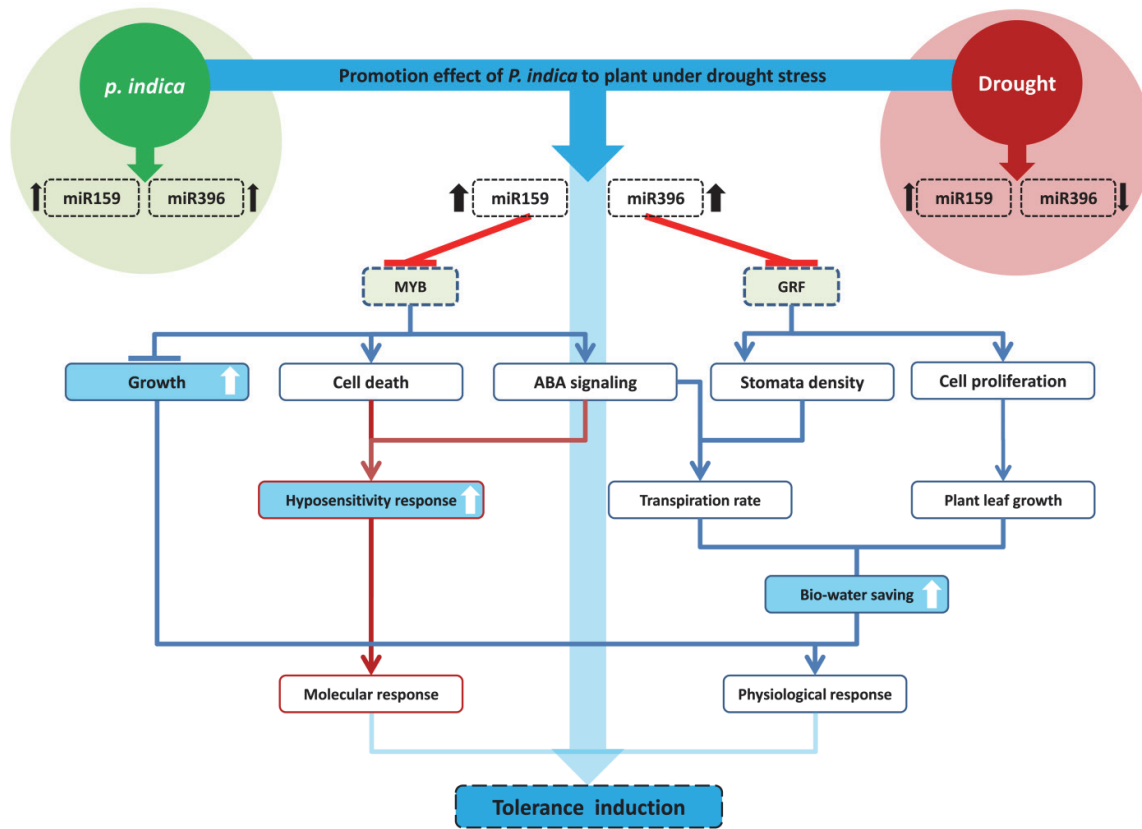 Promotion effect of P. indica to plant under drought stress
p. indica
Drought
miR159
miR396
miR159
miR396
miR159
miR396
MYB
GRF
Growth
Cell death
ABA signaling
Stomata density
Cell proliferation
Hyposensitivity response
Transpiration rate
Plant leaf growth
Bio-water saving
Molecular response
Physiological response
Tolerance induction